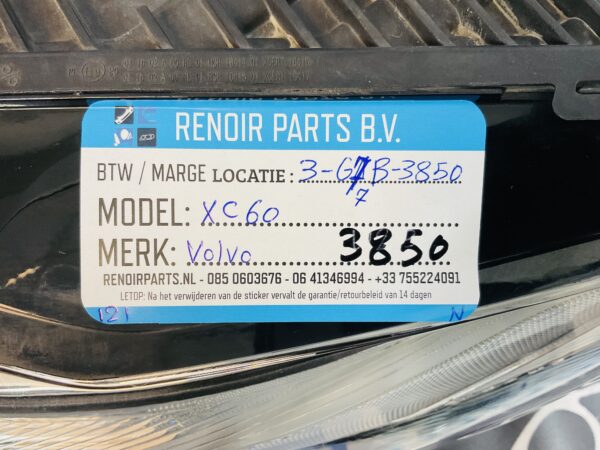 RENOIR PARTS B.V.
BTW / MARGE LOCATIE: 3-G7B-3850
7
MODEL: XC60
MERK: Volvo 3850
RENOIRPARTS.NL - 085 0603676 - 06 41346994 - +33 755224091
LETOP: Na het verwijderen van de sticker vervalt de garantie/retourbeleid van 14 dagen
121 N